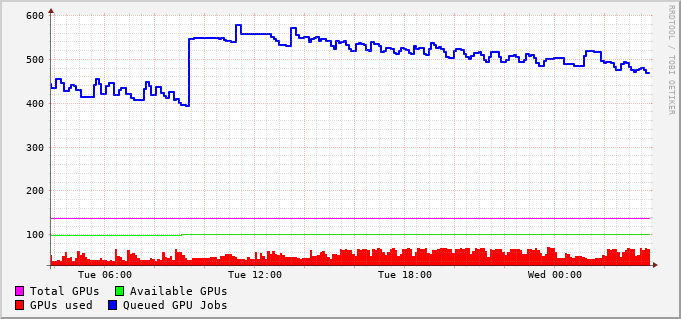 600
500
400
300
200
100
Tue 06:00 Tue 12:00 Tue 18:00 Wed 00:00
Total GPUs Available GPUs
GPUs used Queued GPU Jobs
RRDTOOL / TOBI OETIKER